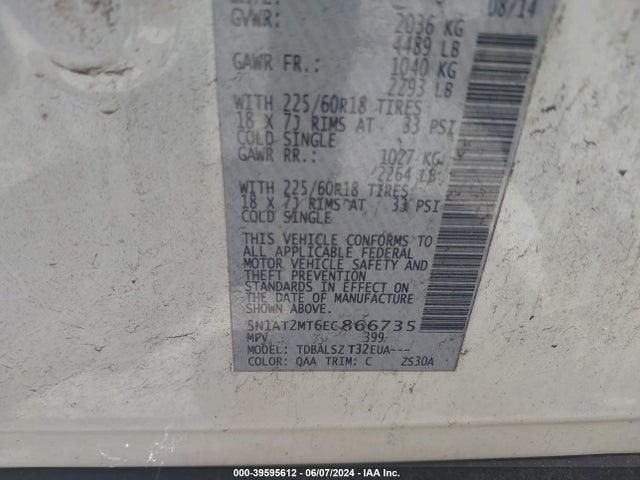 08/14
GVWR: 2036 KG
4489 LB
GAWR FR.: 1040 KG
2293 LB
WITH 225/60R18 TIRES
18 X 7J RIMS AT 33 PSI
COLD SINGLE
GAWR RR.: 1027 KG
2264 LB
WITH 225/60R18 TIRES
18 X 7J RIMS AT 33 PSI
COLD SINGLE
THIS VEHICLE CONFORMS TO
ALL APPLICABLE FEDERAL
MOTOR VEHICLE SAFETY AND
THEFT PREVENTION
STANDARDS IN EFFECT ON THE
DATE OF MANUFACTURE
5N1AT2MT6EC866735
MPV 399
MODEL: TDBALSZ T32EUA---
COLOR: QAA TRIM: C ZS30A
000-39595612 - 06/07/2024 - IAA Inc.